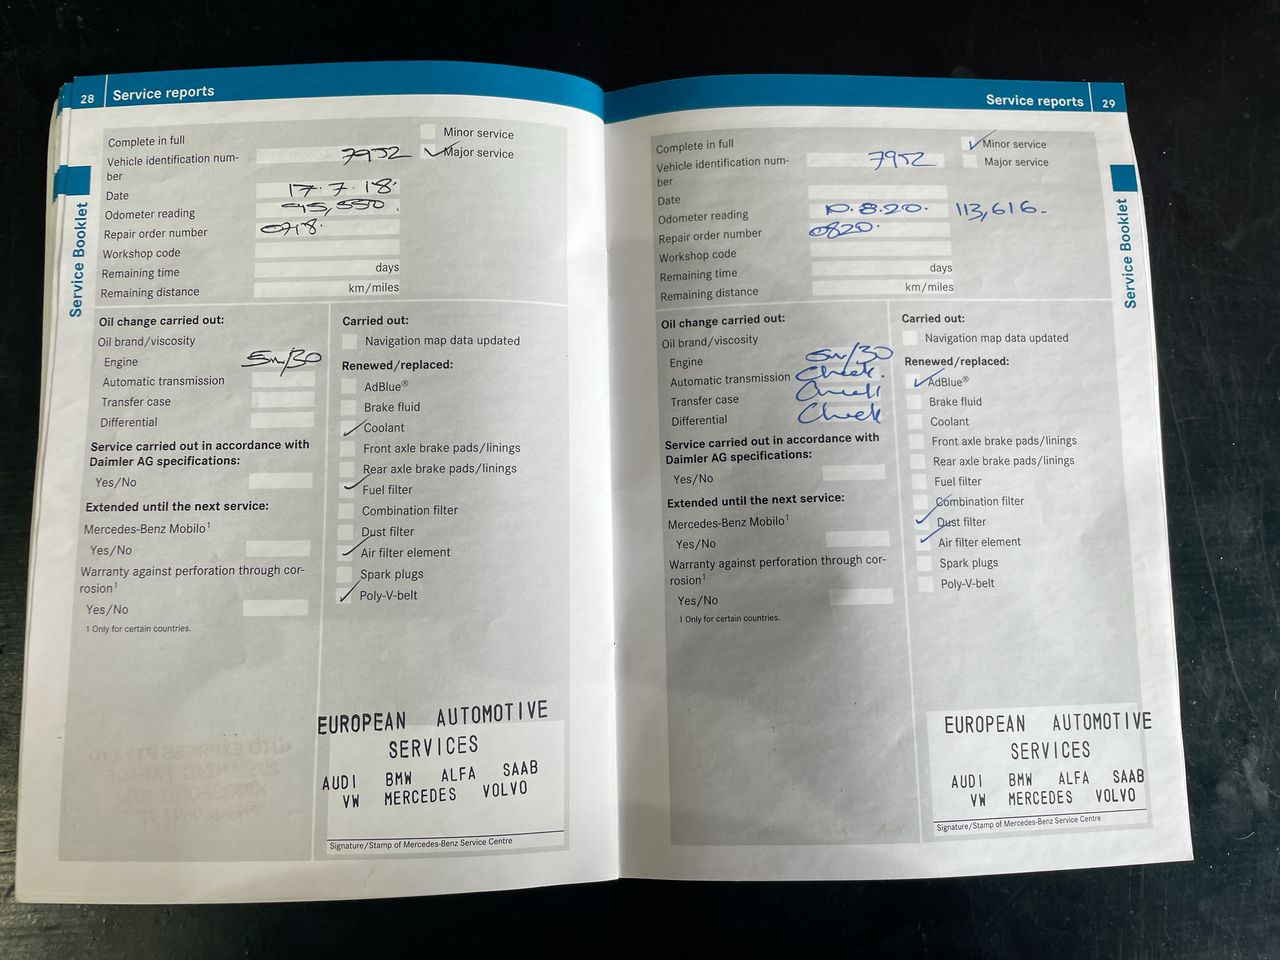 28 Service reports
Complete in full
Minor service
Vehicle identification num-
ber
7952
Major service
Date
17.7.18.
Odometer reading
95,550.
Repair order number
0718.
Workshop code
Remaining time
days
Remaining distance
km/miles
Oil change carried out:
Oil brand/viscosity
Engine
5w/30
Automatic transmission
Transfer case
Differential
Service carried out in accordance with
Daimler AG specifications:
Yes/No
Extended until the next service:
Mercedes-Benz Mobilo1
Yes/No
Warranty against perforation through cor-
rosion1
Yes/No
1 Only for certain countries.
Carried out:
Navigation map data updated
Renewed/replaced:
AdBlue®
Brake fluid
Coolant
Front axle brake pads/linings
Rear axle brake pads/linings
Fuel filter
Combination filter
Dust filter
Air filter element
Spark plugs
Poly-V-belt
EUROPEAN AUTOMOTIVE
SERVICES
AUDI BMW ALFA SAAB
VW MERCEDES VOLVO
Signature/Stamp of Mercedes-Benz Service Centre
Service Booklet
Service reports 29
Complete in full
Minor service
Vehicle identification num-
ber
7952
Major service
Date
Odometer reading
10.8.20. 113,616.
Repair order number
0820.
Workshop code
Remaining time
days
Remaining distance
km/miles
Oil change carried out:
Oil brand/viscosity
Engine
5w/30
Automatic transmission
Check.
Transfer case
Check
Differential
Check
Service carried out in accordance with
Daimler AG specifications:
Yes/No
Extended until the next service:
Mercedes-Benz Mobilo1
Yes/No
Warranty against perforation through cor-
rosion1
Yes/No
1 Only for certain countries.
Carried out:
Navigation map data updated
Renewed/replaced:
AdBlue®
Brake fluid
Coolant
Front axle brake pads/linings
Rear axle brake pads/linings
Fuel filter
Combination filter
Dust filter
Air filter element
Spark plugs
Poly-V-belt
EUROPEAN AUTOMOTIVE
SERVICES
AUDI BMW ALFA SAAB
VW MERCEDES VOLVO
Signature/Stamp of Mercedes-Benz Service Centre
Service Booklet